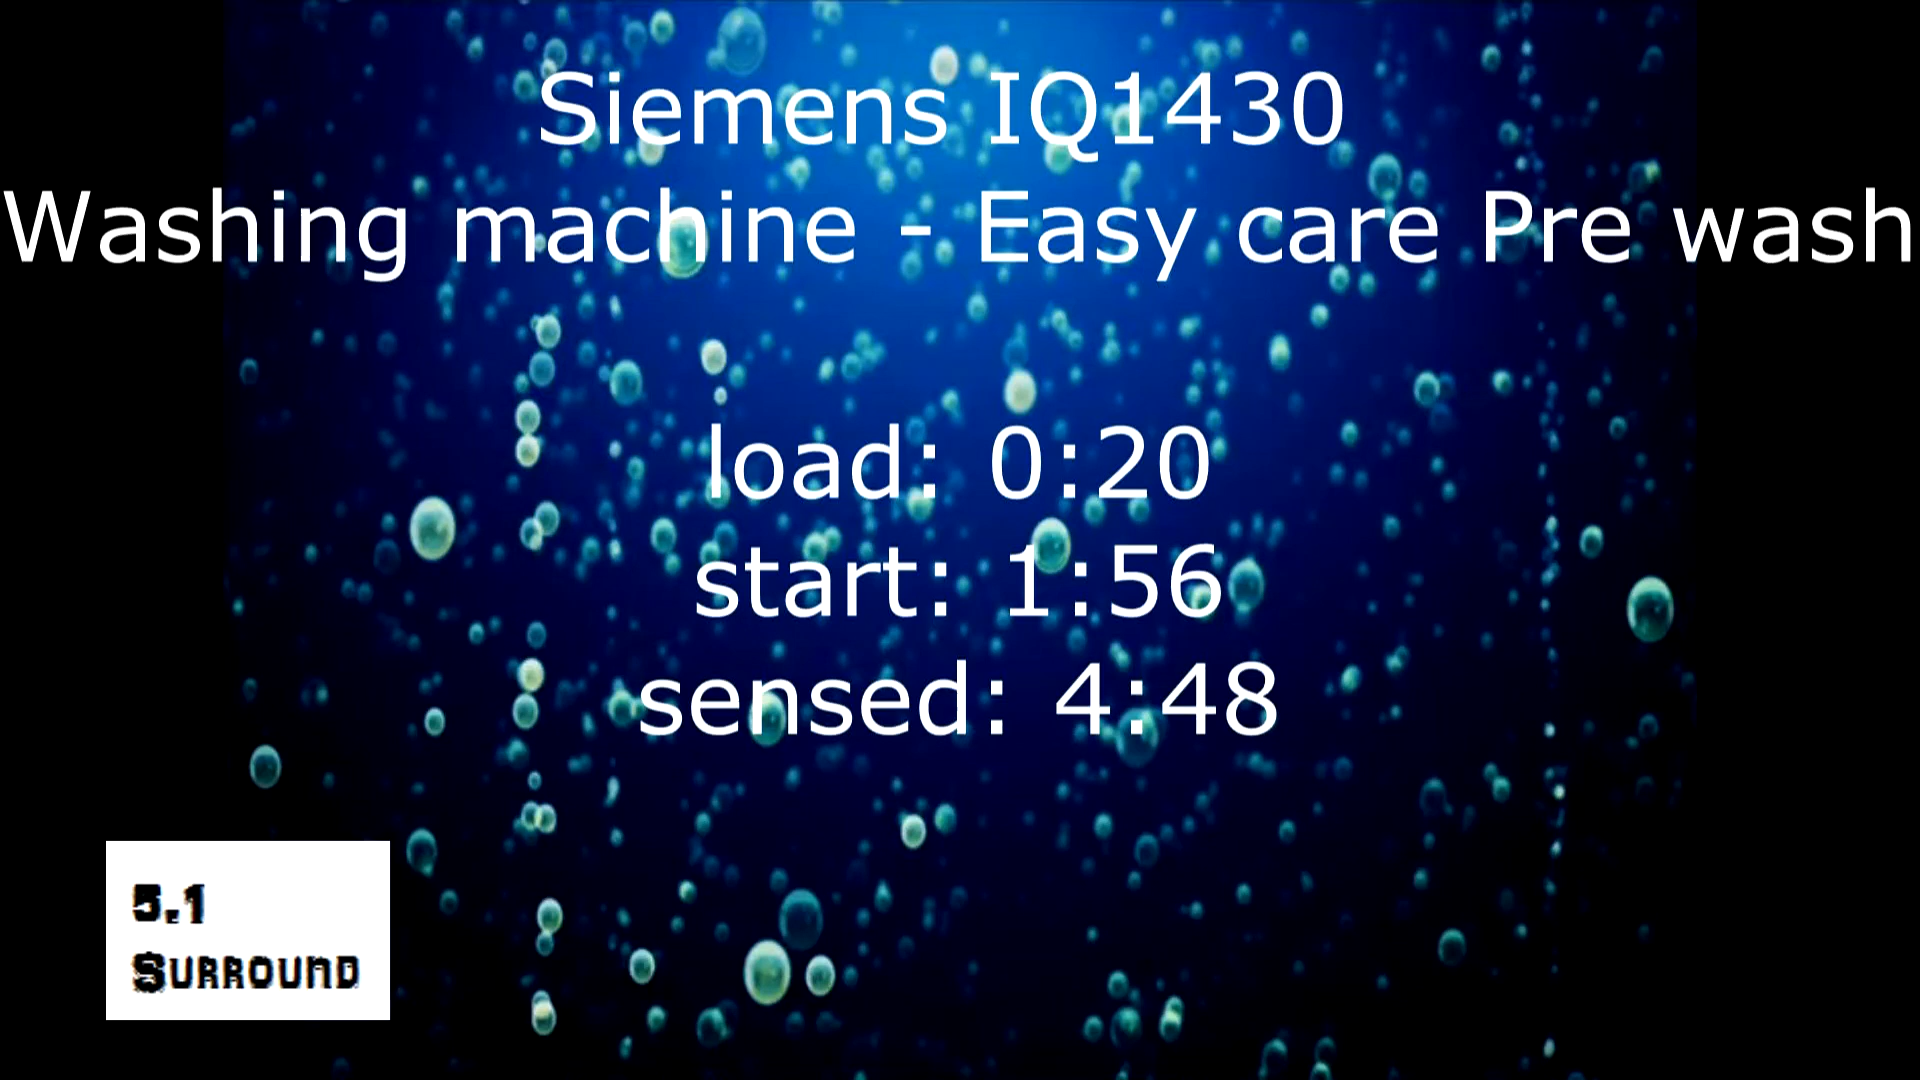 Siemens IQ1430
Washing machine - Easy care Pre wash
load: 0:20
start: 1:56
sensed: 4:48
5.1
Surround